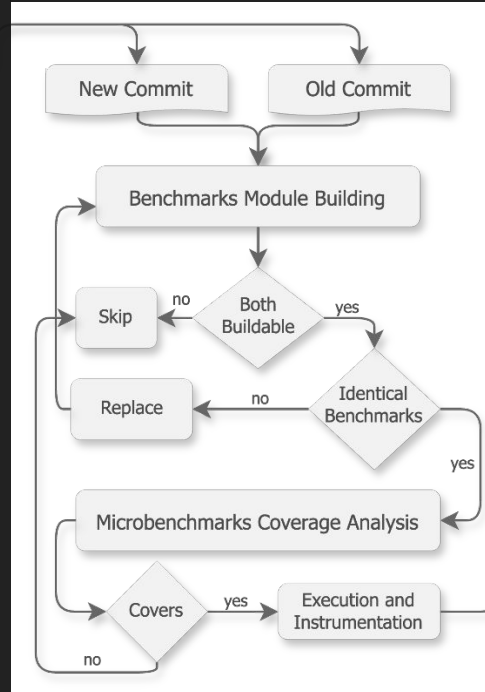 New Commit
Old Commit
Benchmarks Module Building
Skip
no
Both
Buildable
yes
Replace
no
Identical
Benchmarks
yes
Microbenchmarks Coverage Analysis
Covers
yes
Execution and
Instrumentation
no